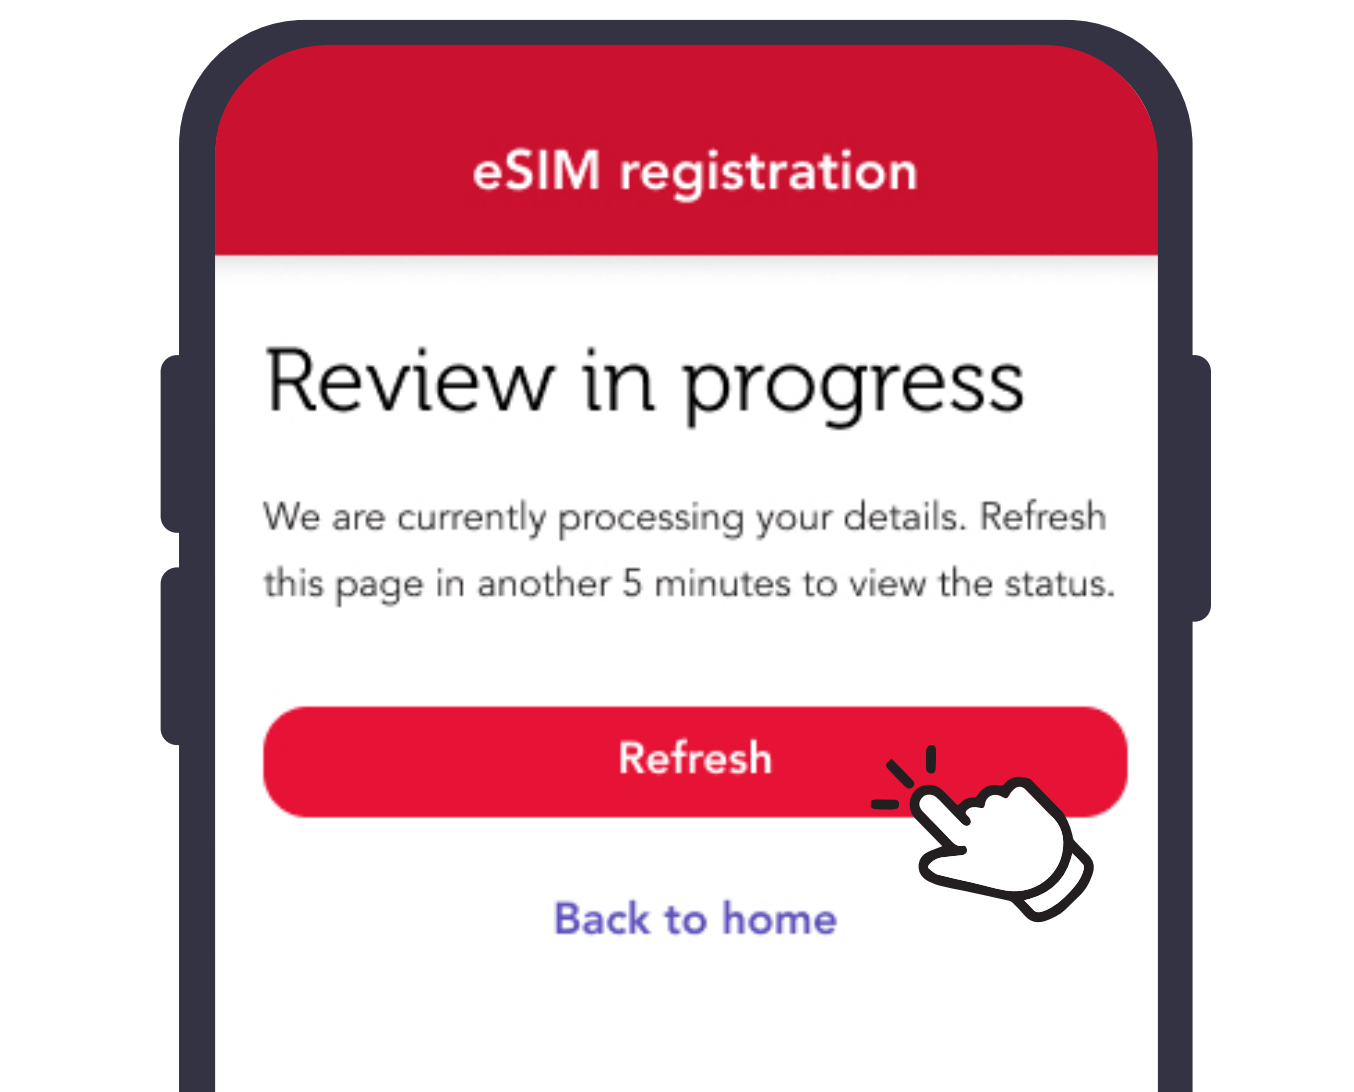 eSIM registration
Review in progress
We are currently processing your details. Refresh
this page in another 5 minutes to view the status.
Refresh
Back to home